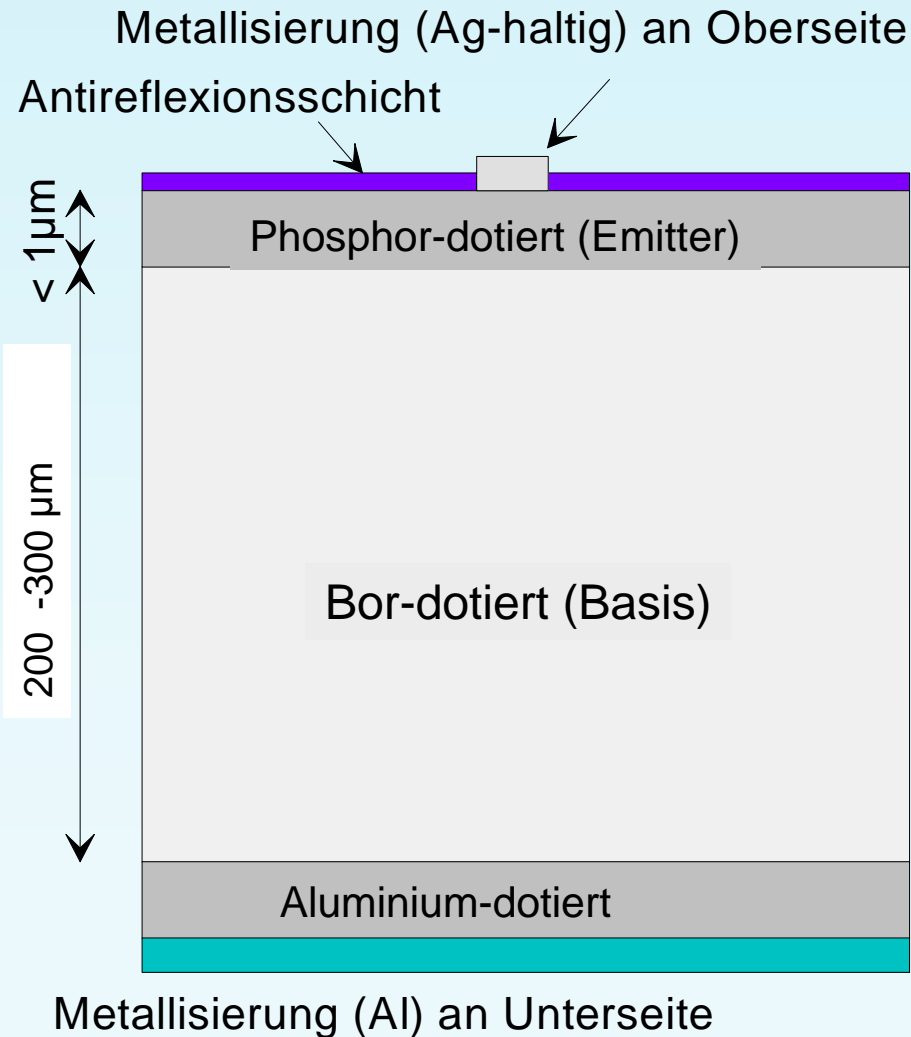 Metallisierung (Ag-haltig) an Oberseite
Antireflexionsschicht
< 1µm
Phosphor-dotiert (Emitter)
200 -300 µm
Bor-dotiert (Basis)
Aluminium-dotiert
Metallisierung (Al) an Unterseite